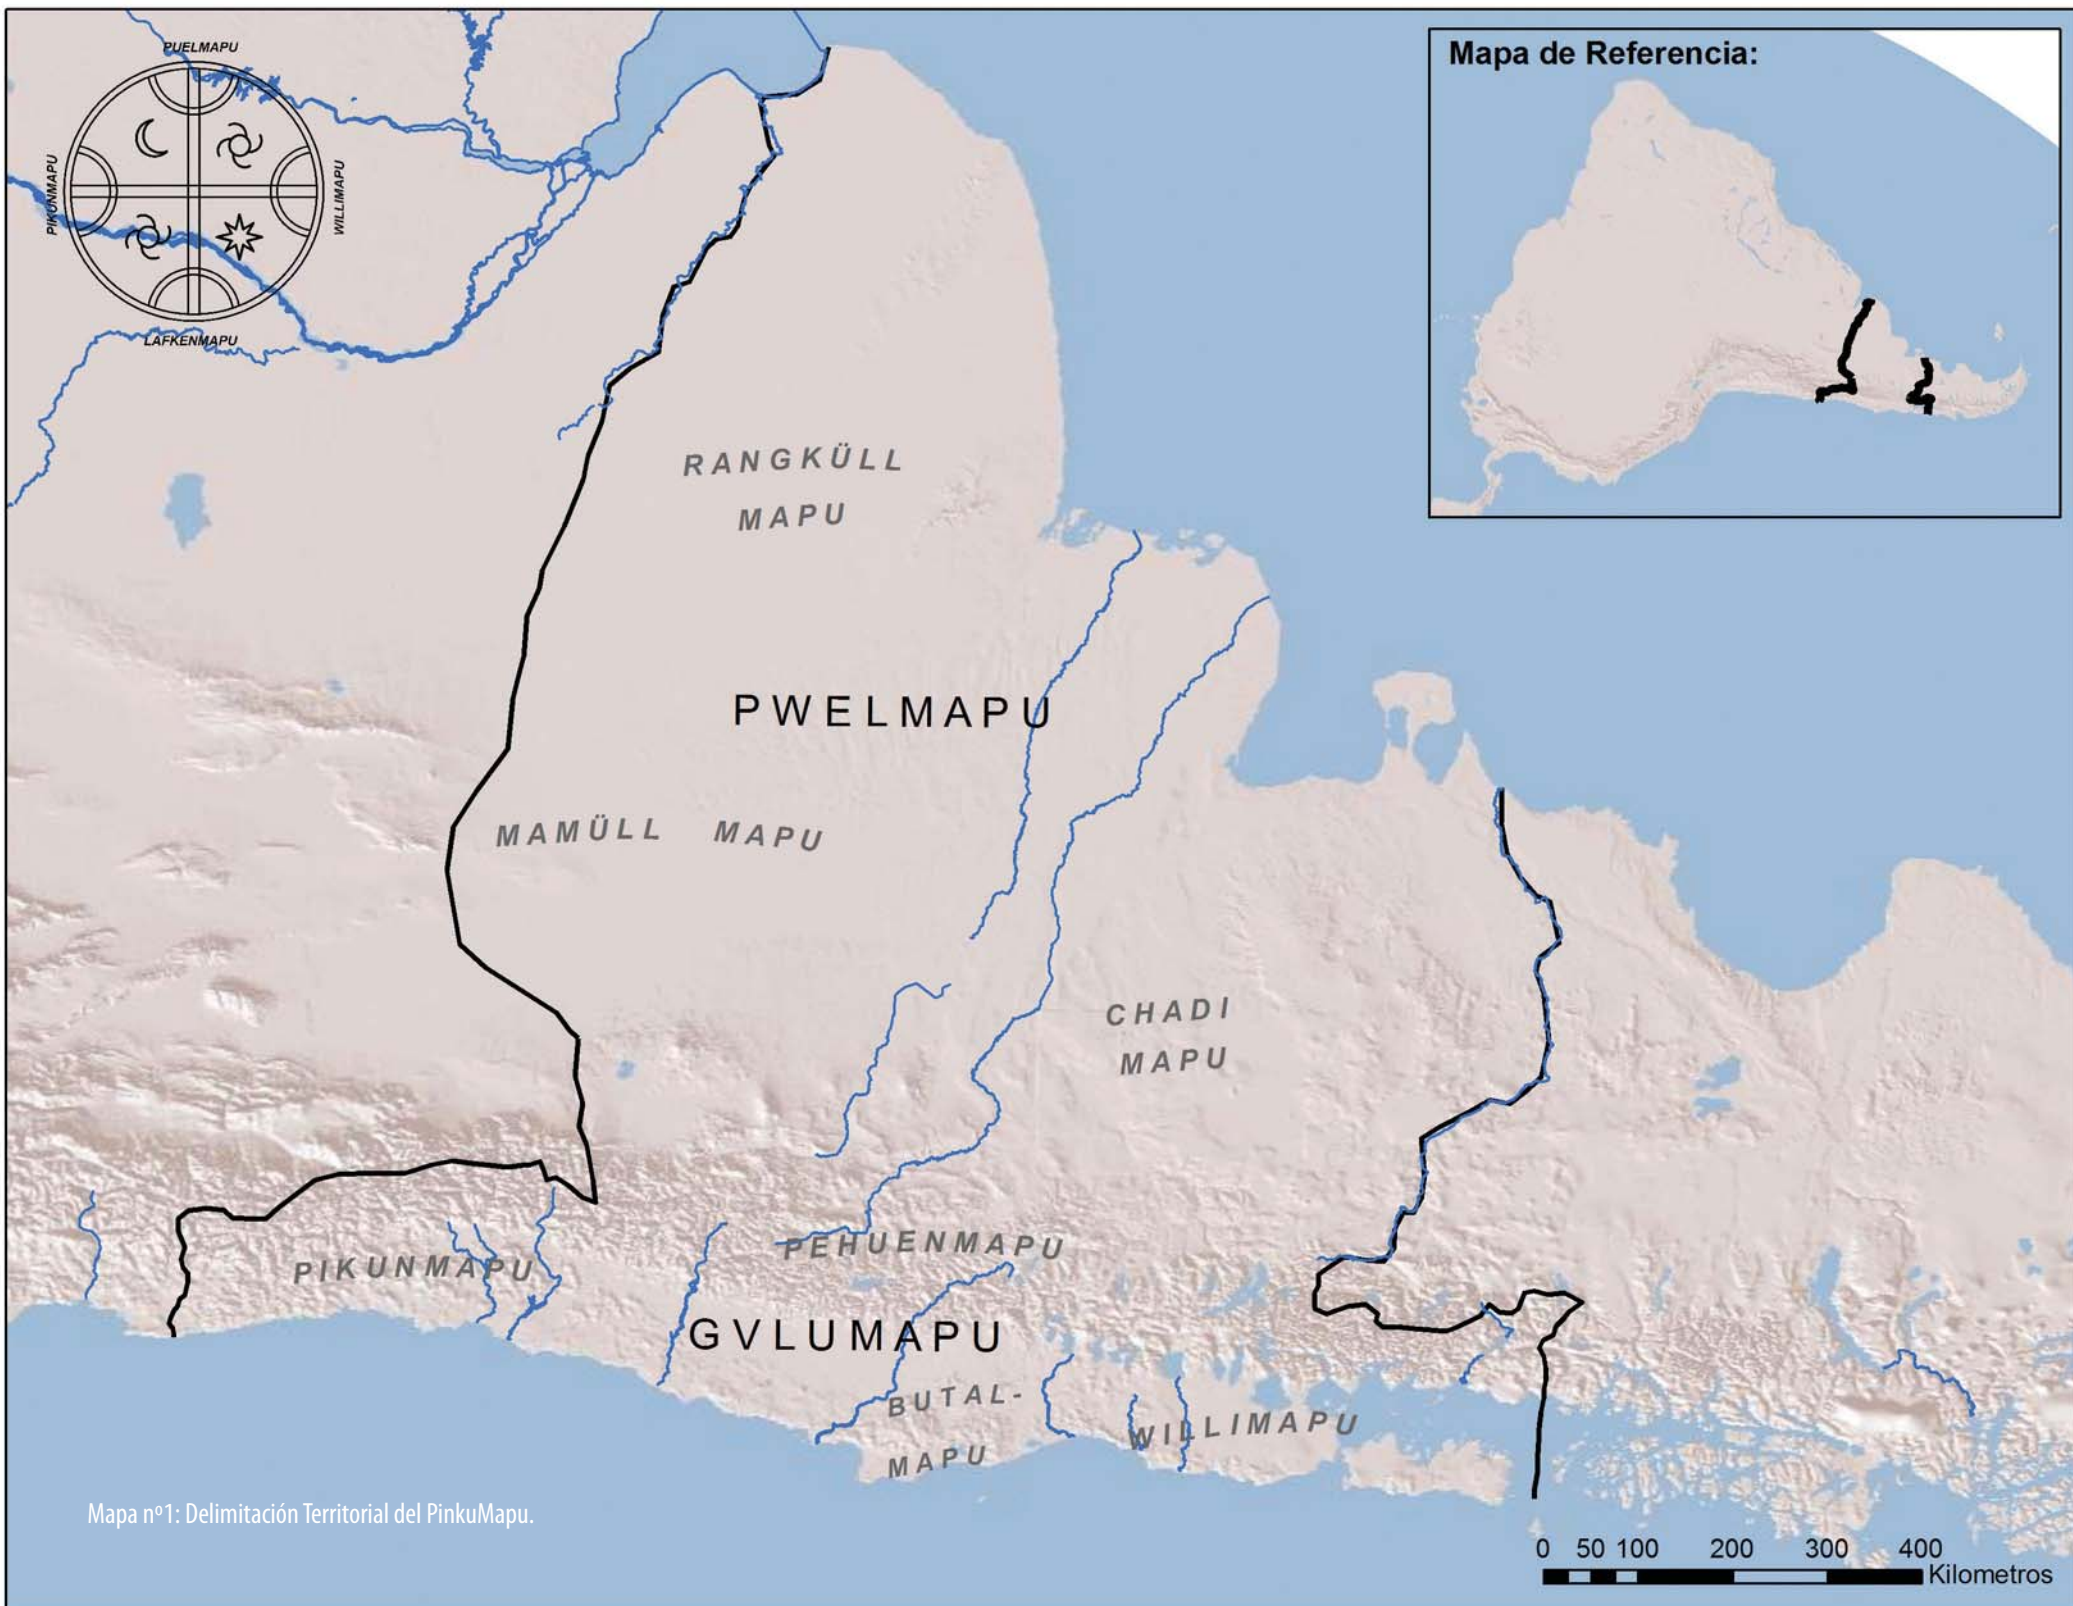 PUELMAPU
PIKUNMAPU
WILLIMAPU
LAFKENMAPU
Mapa de Referencia:
RANGKÜLL
MAPU
PWELMAPU
MAMÜLL MAPU
CHADI
MAPU
PEHUENMAPU
PIKUNMAPU
GVLUMAPU
BUTAL-
MAPU
WILLIMAPU
Mapa nº1: Delimitación Territorial del PinkuMapu.
0 50 100 200 300 400
Kilometros